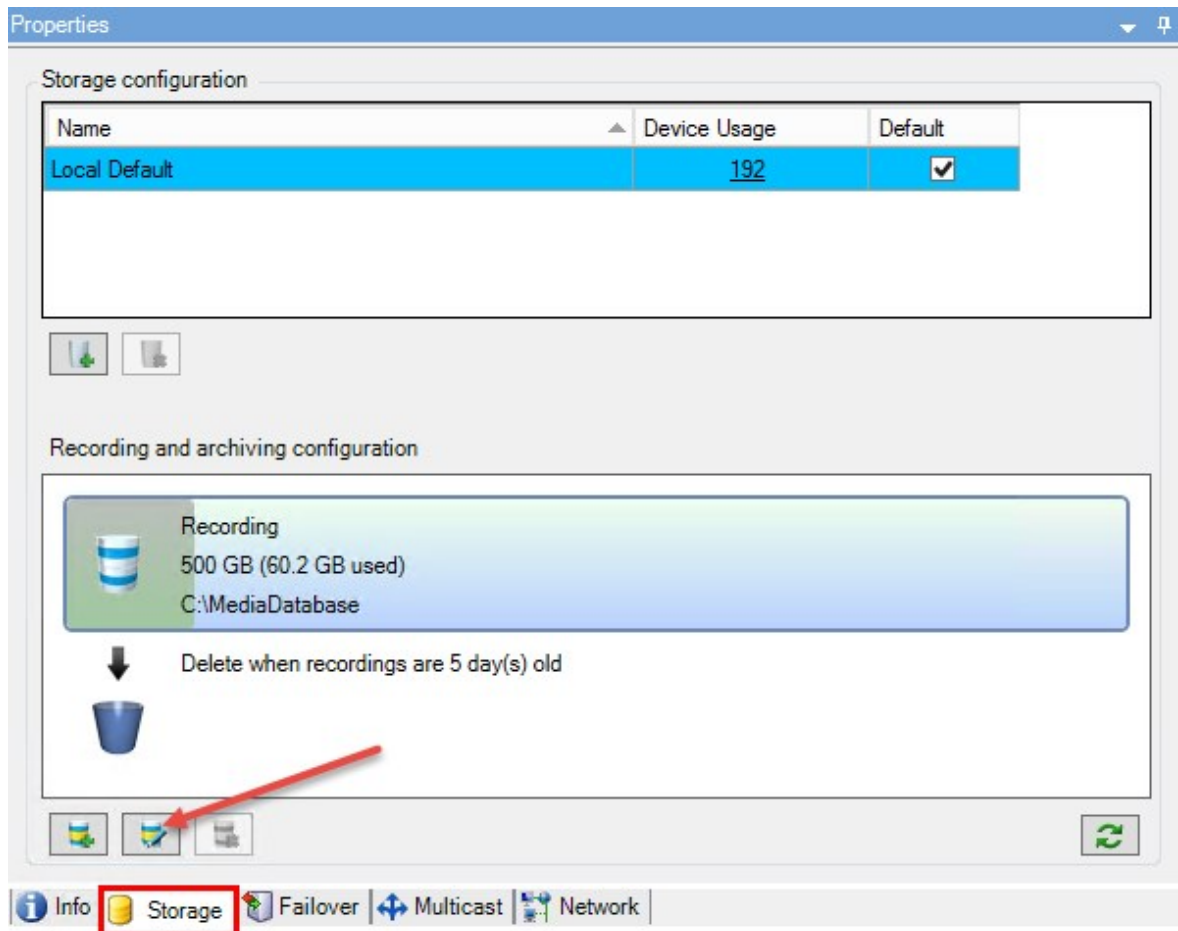 Properties
Storage configuration
Name Device Usage Default
Local Default 192
Recording and archiving configuration
Recording
500 GB (60.2 GB used)
C:\MediaDatabase
Delete when recordings are 5 day(s) old
Info Storage Failover Multicast Network